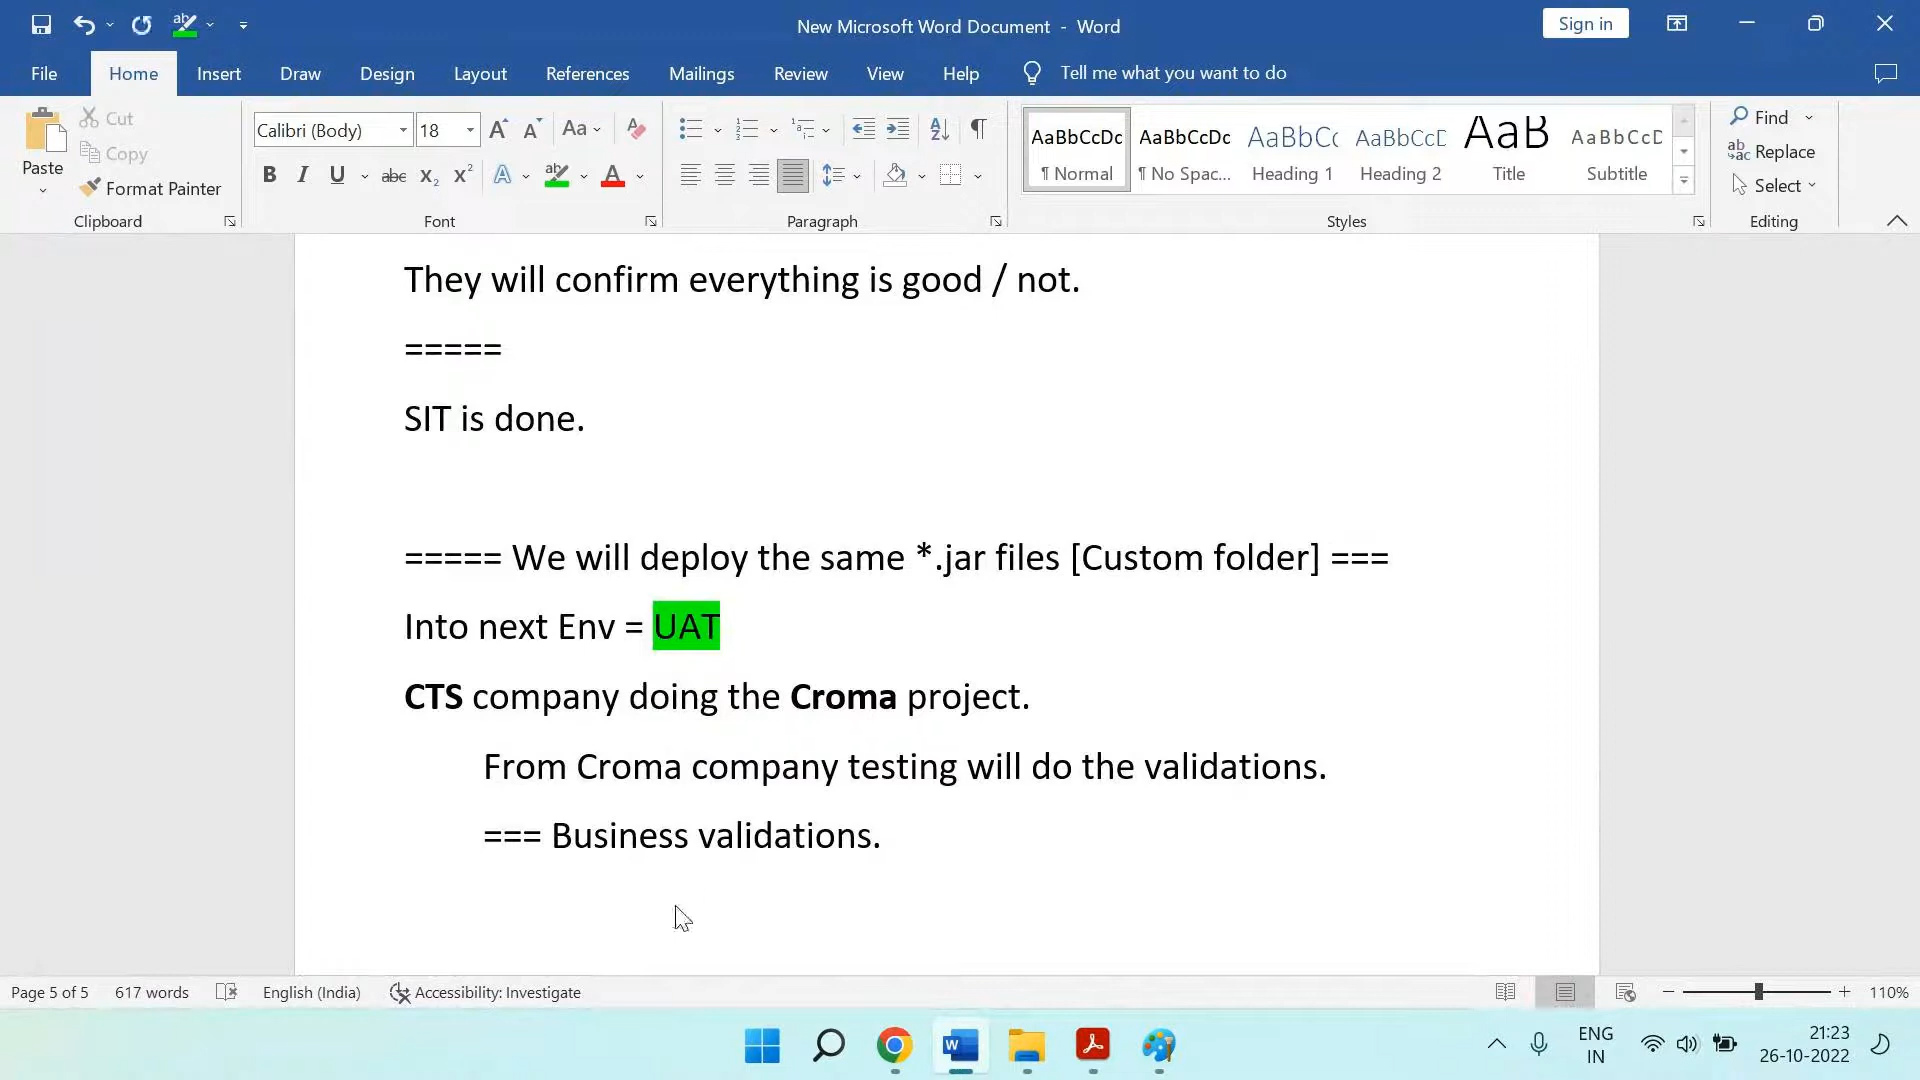 New Microsoft Word Document - Word
Sign in
File Home Insert Draw Design Layout References Mailings Review View Help Tell me what you want to do
Paste
Cut
Copy
Format Painter
Clipboard
Calibri (Body) 18
Font
Paragraph
AaBbCcDc ¶ Normal
AaBbCcDc ¶ No Spac...
AaBbCc Heading 1
AaBbCcD Heading 2
AaB Title
AaBbCcD Subtitle
Styles
Find
Replace
Select
Editing
They will confirm everything is good / not.
=====
SIT is done.
===== We will deploy the same *.jar files [Custom folder] ===
Into next Env = UAT
CTS company doing the Croma project.
From Croma company testing will do the validations.
=== Business validations.
Page 5 of 5 617 words English (India) Accessibility: Investigate 110%
ENG
IN
21:23
26-10-2022